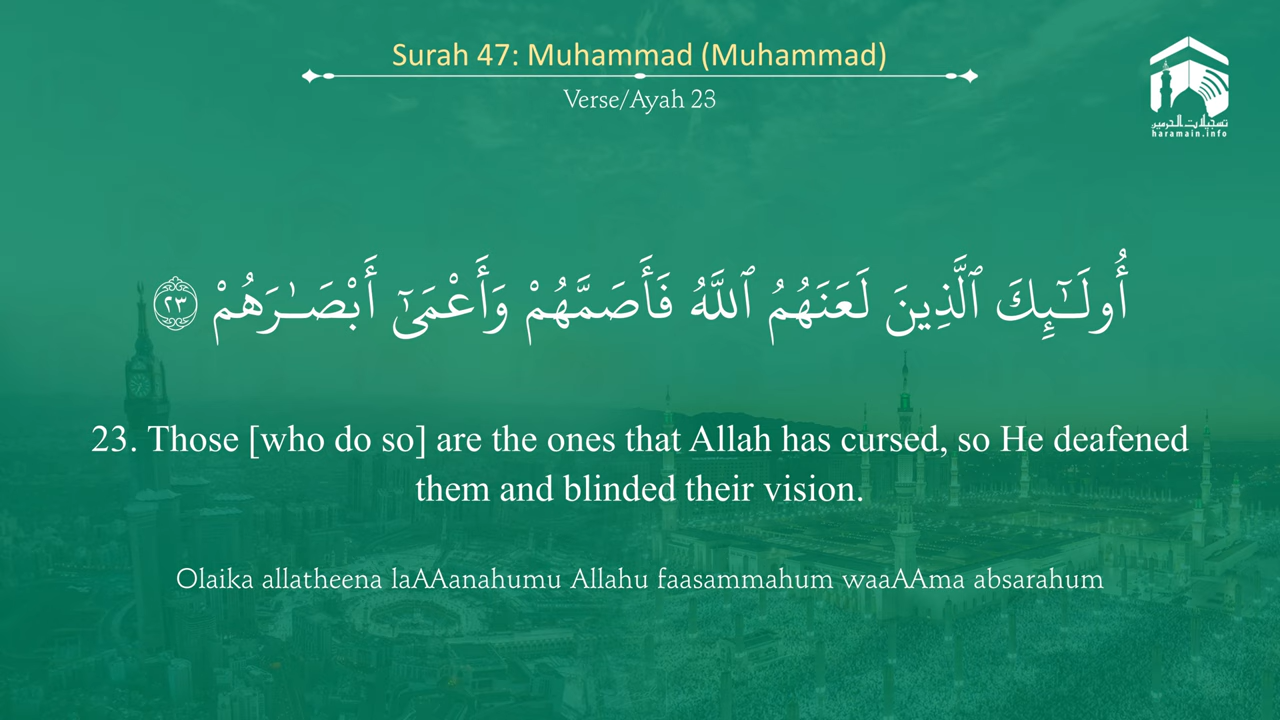 Surah 47: Muhammad (Muhammad)
Verse/Ayah 23
تسجيلات الحرمين
haramain.info
أُو۟لَـٰٓئِكَ ٱلَّذِينَ لَعَنَهُمُ ٱللَّهُ فَأَصَمَّهُمْ وَأَعْمَىٰٓ أَبْصَـٰرَهُمْ ٢٣
23. Those [who do so] are the ones that Allah has cursed, so He deafened
them and blinded their vision.
Olaika allatheena laAAanahumu Allahu faasammahum waaAAma absarahum